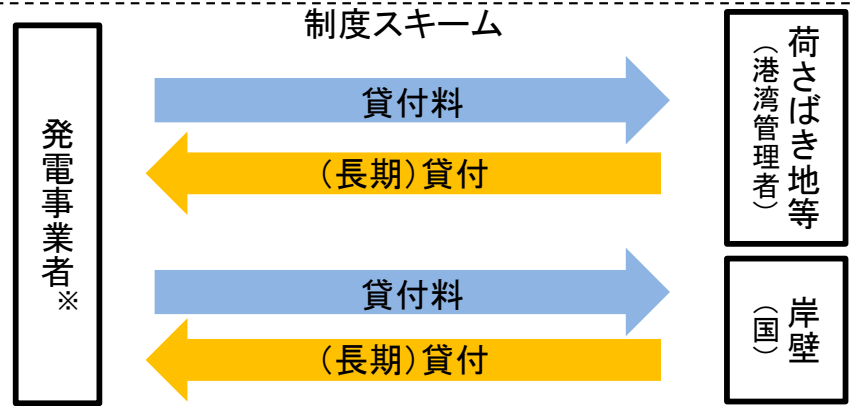 制度スキーム
発電事業者※
貸付料
(長期)貸付
貸付料
(長期)貸付
荷さばき地等
(港湾管理者)
岸壁
(国)